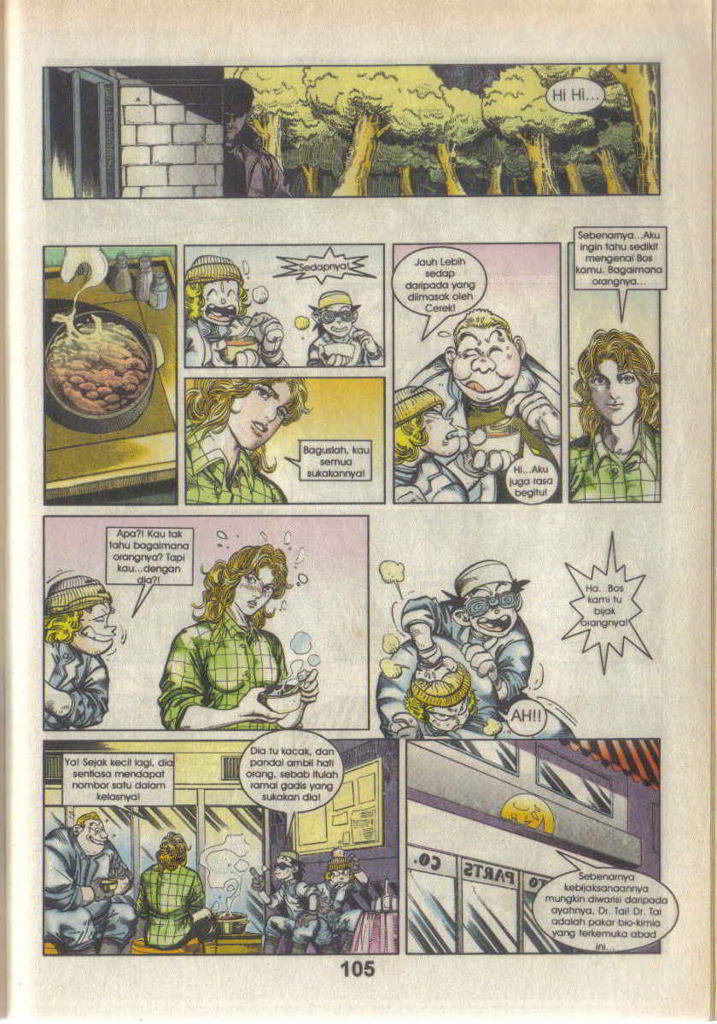 Hi Hi...
Sedapnya!
Baguslah, kau
semua
sukakannya!
Jauh Lebih
sedap
daripada yang
dimasak oleh
Cerek!
Hi...Aku
juga rasa
begitu!
Sebenarnya...Aku
ingin tahu sedikit
mengenai Bos
kamu. Bagaimana
orangnya...
Apa?! Kau tak
tahu bagaimana
orangnya? Tapi
kau...dengan
dia?!
Ha.. Bos
kami tu
bijak
orangnya!
AH!!
Ya! Sejak kecil lagi, dia
sentiasa mendapat
nombor satu dalam
kelasnya!
Dia tu kacak, dan
pandai ambil hati
orang, sebab itulah
ramai gadis yang
sukakan dia!
TO PARTS CO.
Sebenarnya
kebijaksanaannya
mungkin diwarisi daripada
ayahnya, Dr. Tai! Dr. Tai
adalah pakar bio-kimia
yang terkemuka abad
ini...
105